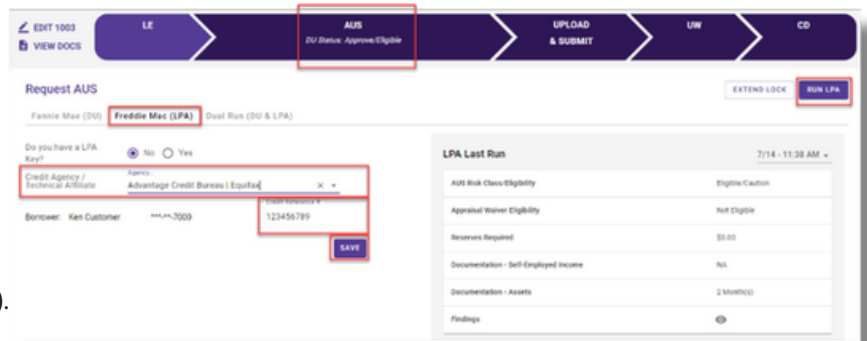 EDIT 1003
VIEW DOCS
LE
AUS
DU Status: Approve/Eligible
UPLOAD
& SUBMIT
UW
CD
Request AUS
EXTEND LOCK
RUN LPA
Fannie Mae (DU)
Freddie Mac (LPA)
Dual Run (DU & LPA)
Do you have a LPA
Key?
No
Yes
Credit Agency /
Technical Affiliate
Agency
Advantage Credit Bureau | Equifax
Borrower: Ken Customer
***-**-7000
Credit Reference #
123456789
SAVE
).
LPA Last Run
7/14 - 11:38 AM
AUS Risk Class/Eligibility
Eligible/Caution
Appraisal Waiver Eligibility
Not Eligible
Reserves Required
$0.00
Documentation - Self-Employed Income
NA
Documentation - Assets
2 Month(s)
Findings